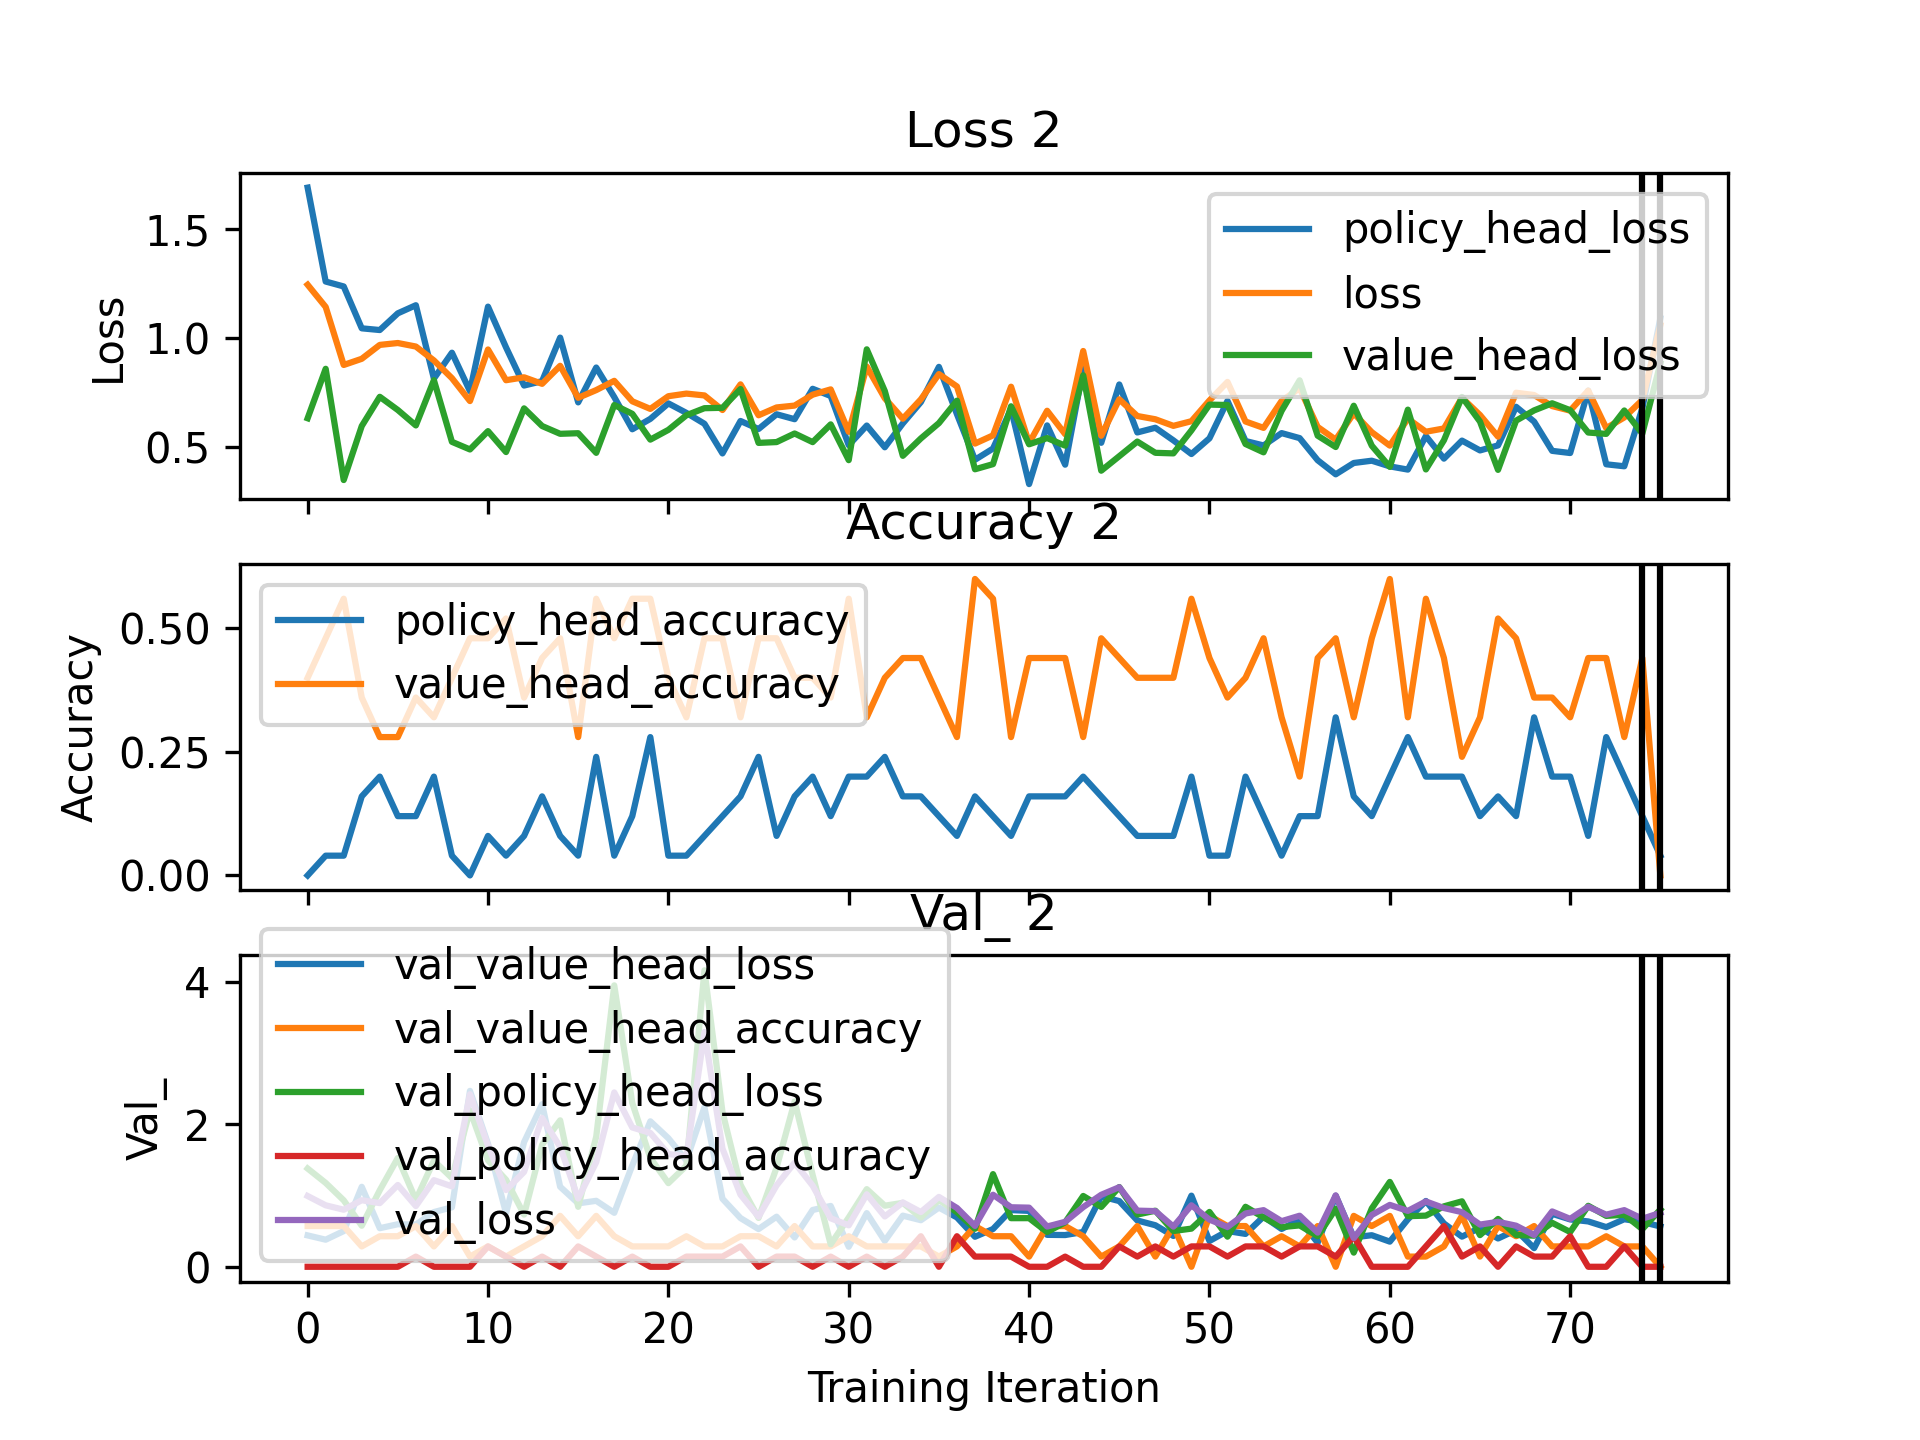 Loss 2
Loss
1.5
1.0
0.5
policy_head_loss
loss
value_head_loss
Accuracy 2
Accuracy
0.50
0.25
0.00
policy_head_accuracy
value_head_accuracy
Val_ 2
Val_
4
2
0
val_value_head_loss
val_value_head_accuracy
val_policy_head_loss
val_policy_head_accuracy
val_loss
0 10 20 30 40 50 60 70
Training Iteration